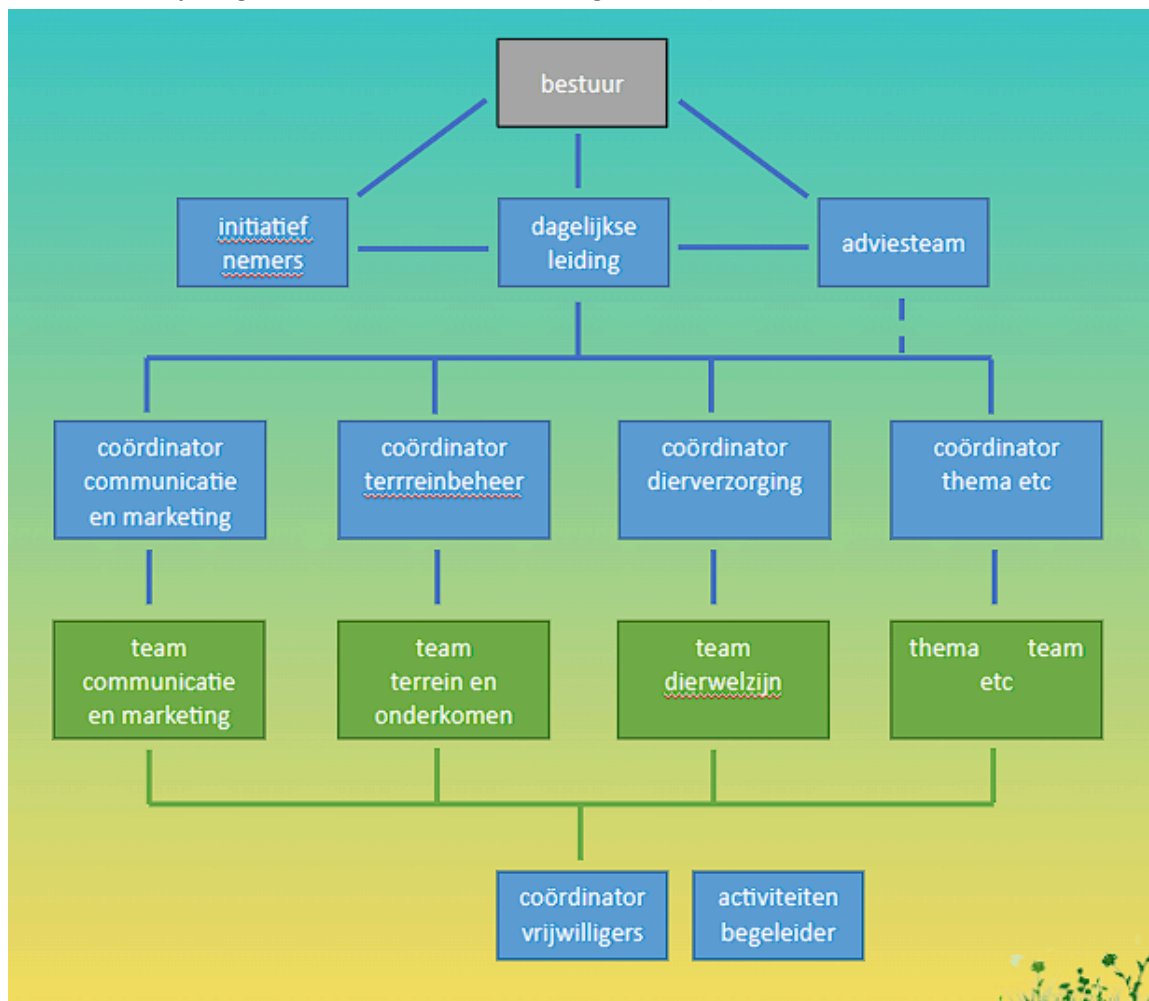 bestuur
initiatief
nemers
dagelijkse
leiding
adviesteam
coördinator
communicatie
en marketing
coördinator
terrreinbeheer
coördinator
dierverzorging
coördinator
thema etc
team
communicatie
en marketing
team
terrein en
onderkomen
team
dierwelzijn
thema team
etc
coördinator
vrijwilligers
activiteiten
begeleider